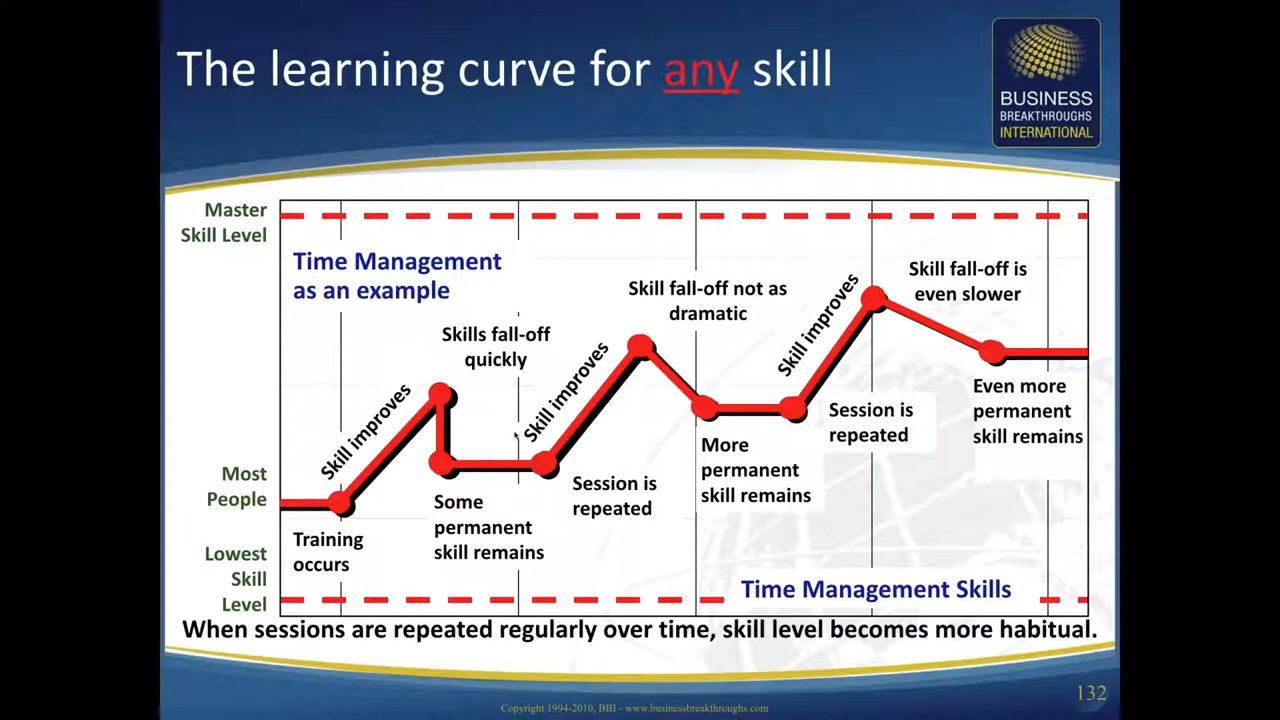 The learning curve for any skill
BUSINESS
BREAKTHROUGHS
INTERNATIONAL
Master
Skill Level
Time Management
as an example
Skill fall-off is
even slower
Skill fall-off not as
dramatic
Skills fall-off
quickly
Skill improves
Skill improves
Skill improves
Most
People
Lowest
Skill
Level
Training
occurs
Some
permanent
skill remains
Session is
repeated
More
permanent
skill remains
Session is
repeated
Even more
permanent
skill remains
Time Management Skills
When sessions are repeated regularly over time, skill level becomes more habitual.
132
Copyright 1994-2010, BBI - www.businessbreakthroughs.com